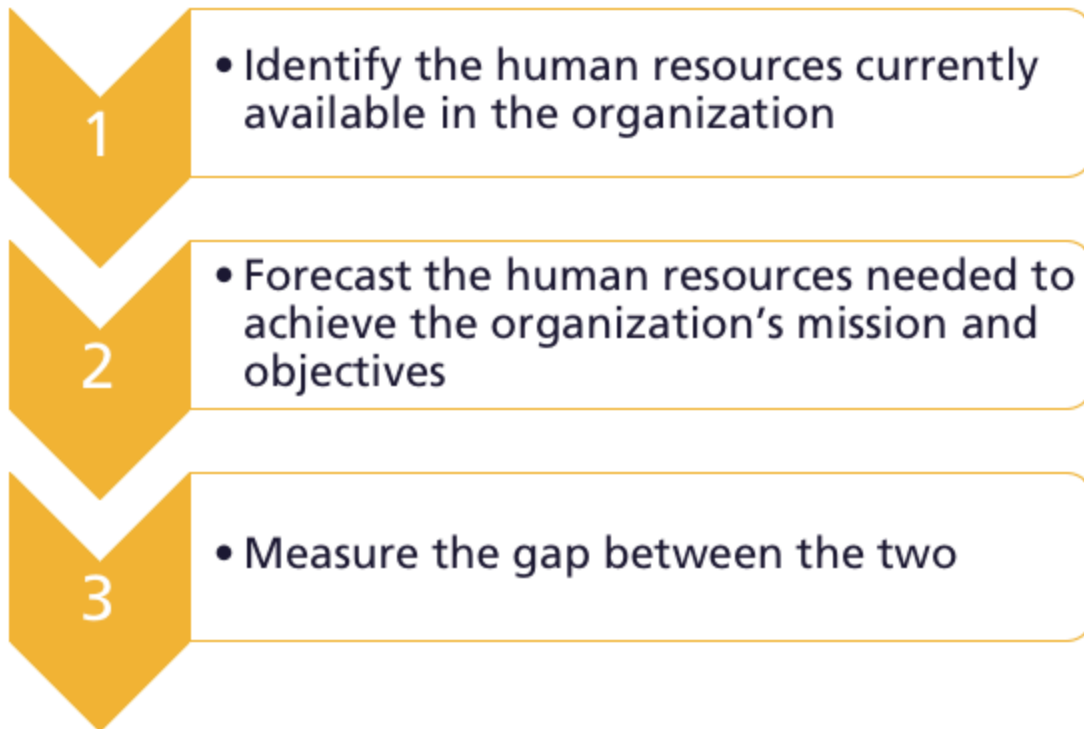 1
• Identify the human resources currently
available in the organization
2
• Forecast the human resources needed to
achieve the organization’s mission and
objectives
3
• Measure the gap between the two